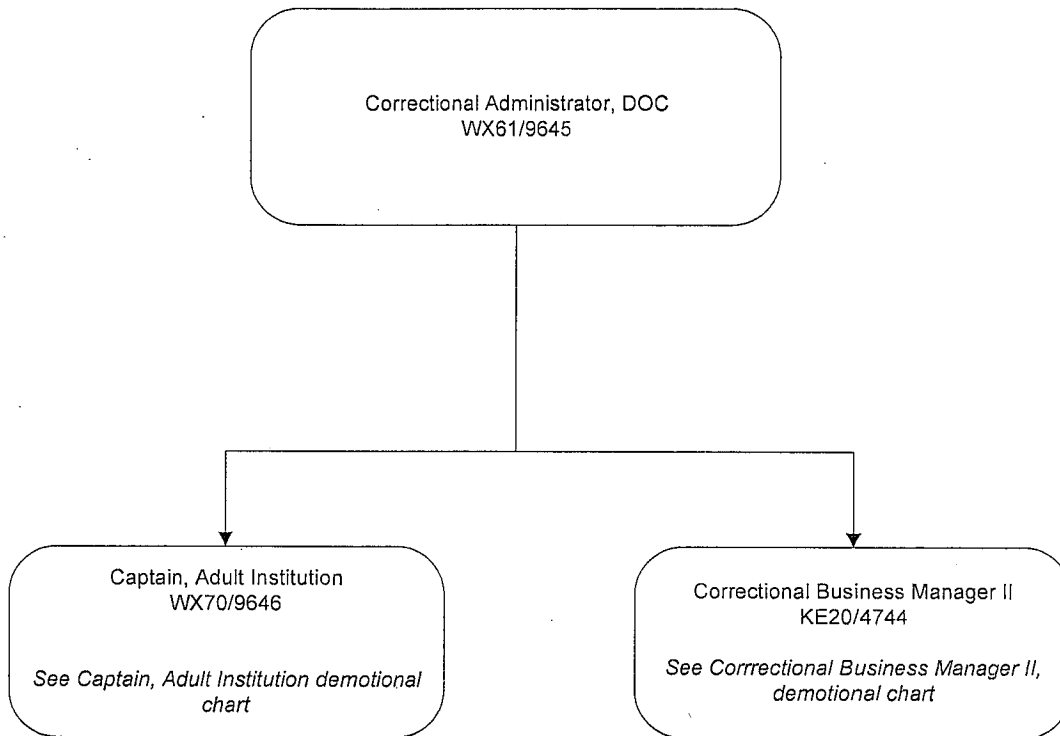 Correctional Administrator, DOC
WX61/9645
Captain, Adult Institution
WX70/9646
See Captain, Adult Institution demotional
chart
Correctional Business Manager II
KE20/4744
See Corrrectional Business Manager II,
demotional chart